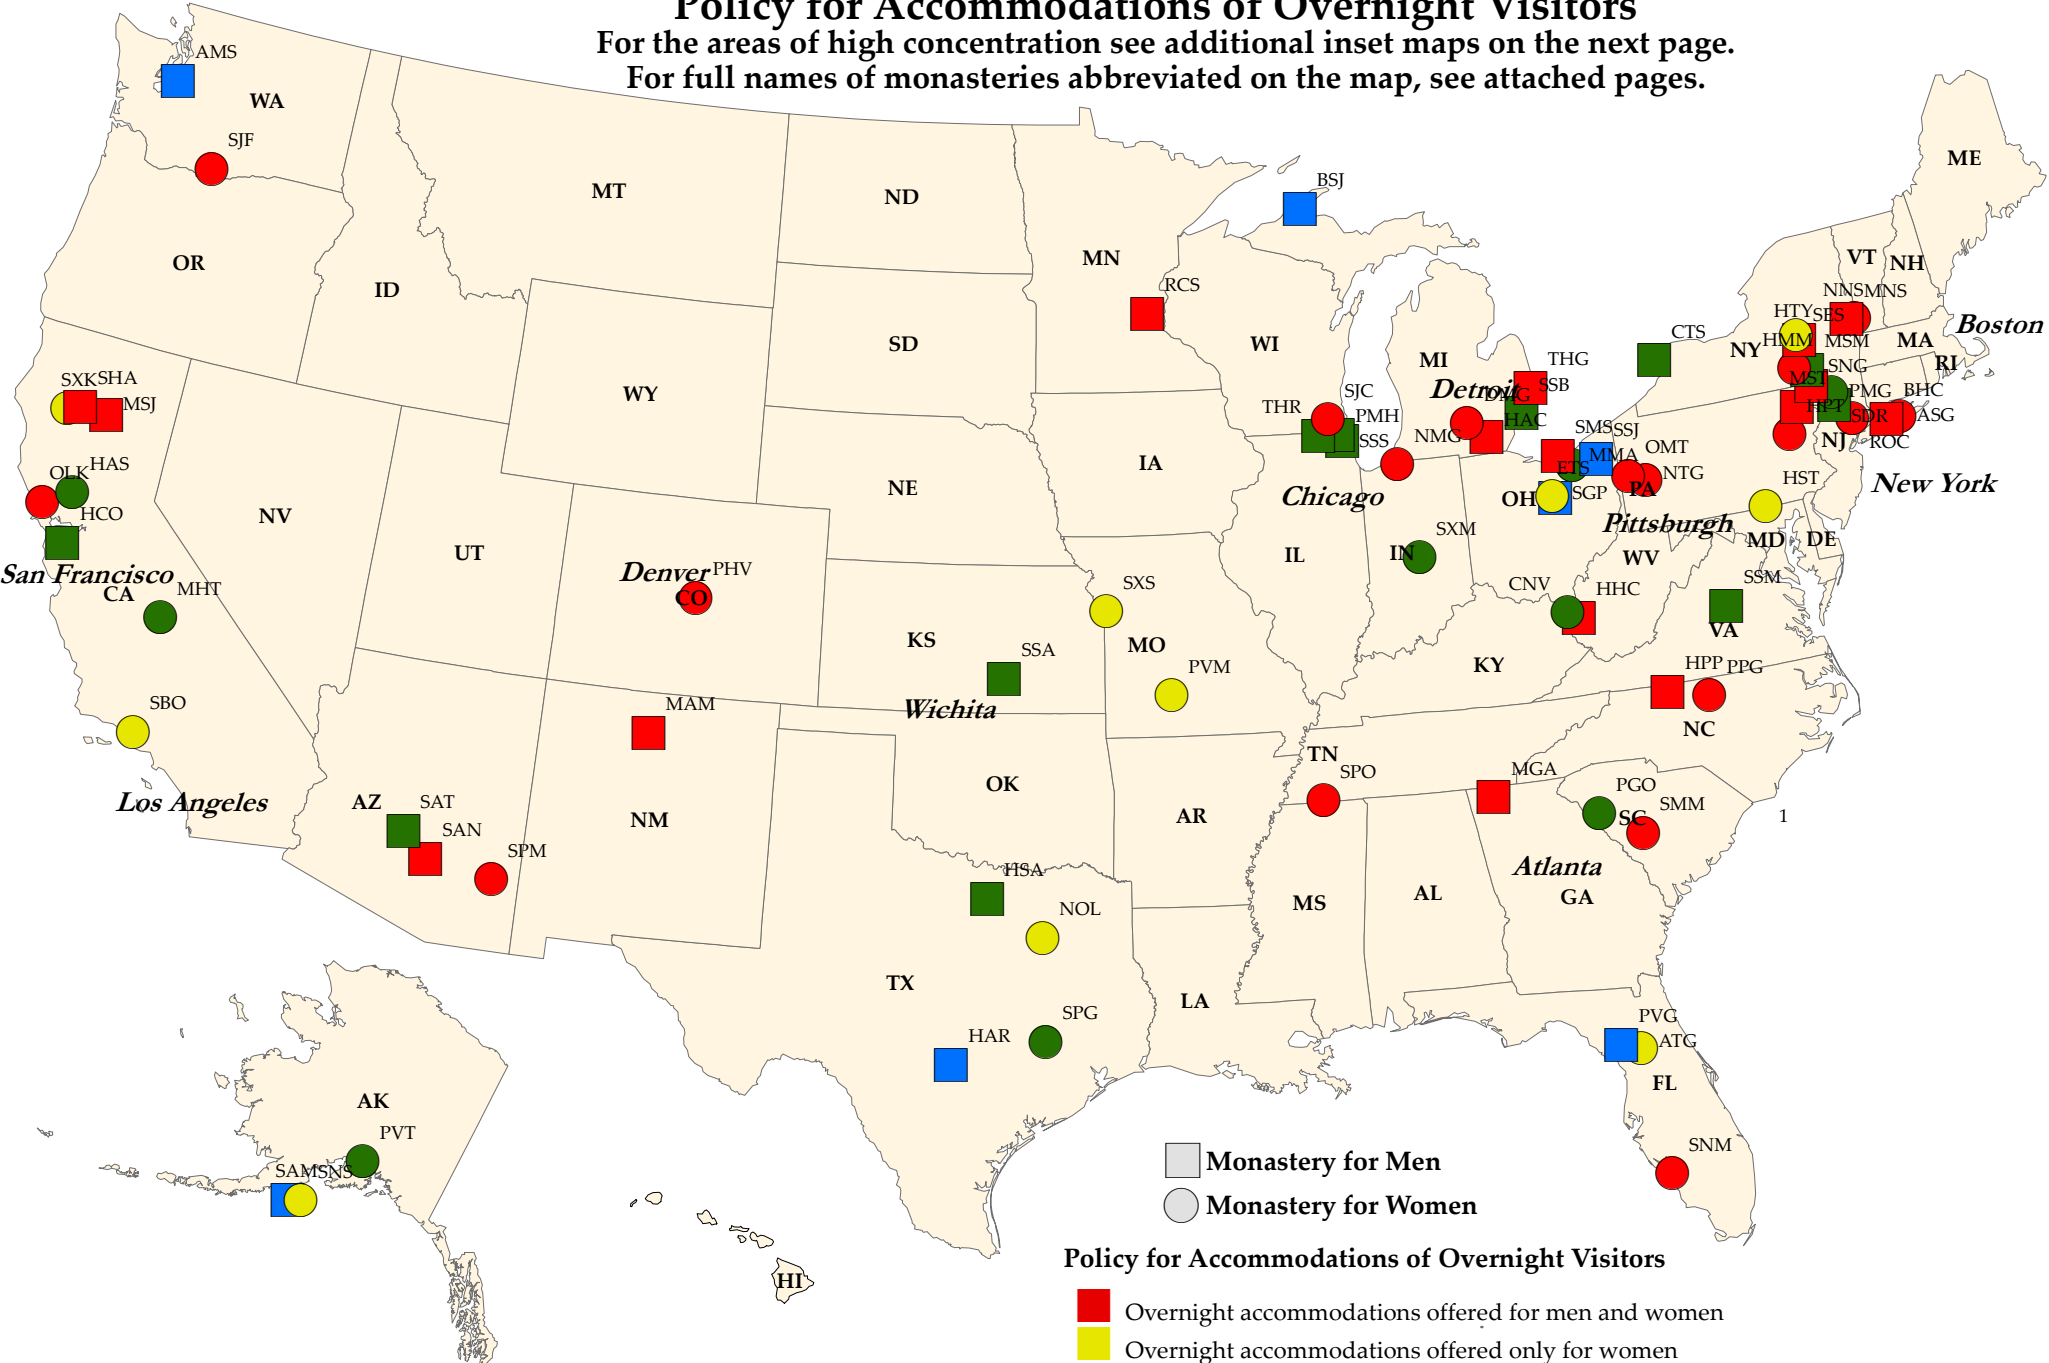 Policy for Accommodations of Overnight Visitors
For the areas of high concentration see additional inset maps on the next page.
For full names of monasteries abbreviated on the map, see attached pages.
AMS
WA
SJF
MT
ND
BSJ
ME
OR
ID
MN
RCS
VT
NH
NNS
MNS
HTY
SES
Boston
SD
WI
MI
CTS
NY
HMM
MSM
MA
RI
WY
THG
Detroit
SSB
DMG
SNG
MST
PMG
BHC
SXK
SHA
MSJ
SJC
THR
PMH
SSS
HAC
NMG
HPT
SDR
ASG
NJ
ROC
SMS
SSJ
OMT
MMA
NTG
ETS
PA
OLK
HAS
HCO
IA
NE
Chicago
OH
SGP
HST
New York
NV
UT
Pittsburgh
SXM
IN
IL
WV
MD
DE
San Francisco
CA
MHT
Denver
PHV
CO
SXS
CNV
HHC
SSM
VA
KS
MO
SSA
PVM
KY
HPP
PPG
SBO
MAM
Wichita
NC
TN
SPO
MGA
Los Angeles
AZ
SAT
SAN
SPM
NM
OK
AR
PGO
SC
SMM
1
HSA
Atlanta
GA
MS
AL
NOL
TX
LA
SPG
HAR
PVG
ATG
FL
AK
PVT
SAM
SNS
SNM
HI
Monastery for Men
Monastery for Women
Policy for Accommodations of Overnight Visitors
Overnight accommodations offered for men and women
Overnight accommodations offered only for women